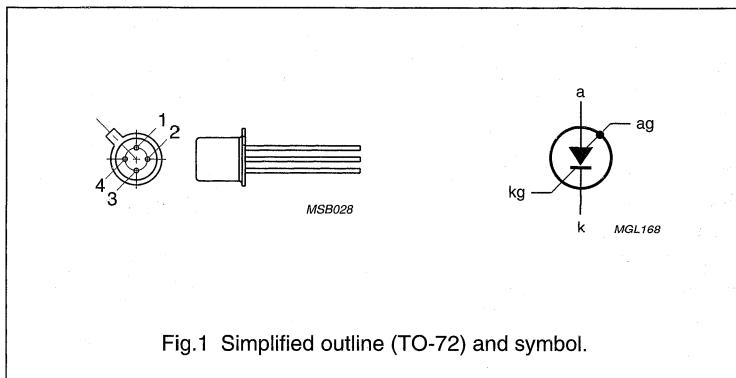 1
2
4
3
MSB028
a
ag
kg
k
MGL168
Fig.1 Simplified outline (TO-72) and symbol.